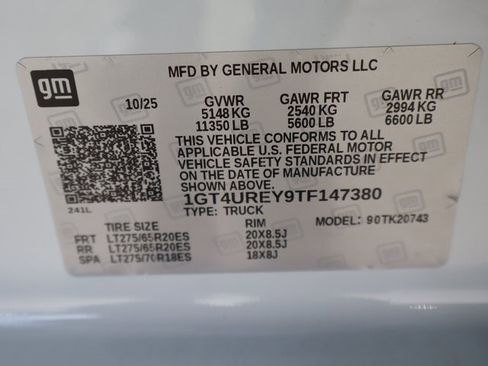 gm
MFD BY GENERAL MOTORS LLC
10/25 GVWR GAWR FRT GAWR RR
5148 KG 2540 KG 2994 KG
11350 LB 5600 LB 6600 LB
THIS VEHICLE CONFORMS TO ALL
APPLICABLE U.S. FEDERAL MOTOR
VEHICLE SAFETY STANDARDS IN EFFECT
ON THE DATE OF MANUFACTURE
SHOWN ABOVE.
1GT4UREY9TF147380
241L TYPE: TRUCK
MODEL: 90TK20743
TIRE SIZE RIM
FRT LT275/65R20ES 20X8.5J
RR LT275/65R20ES 20X8.5J
SPA LT275/70R18ES 18X8J